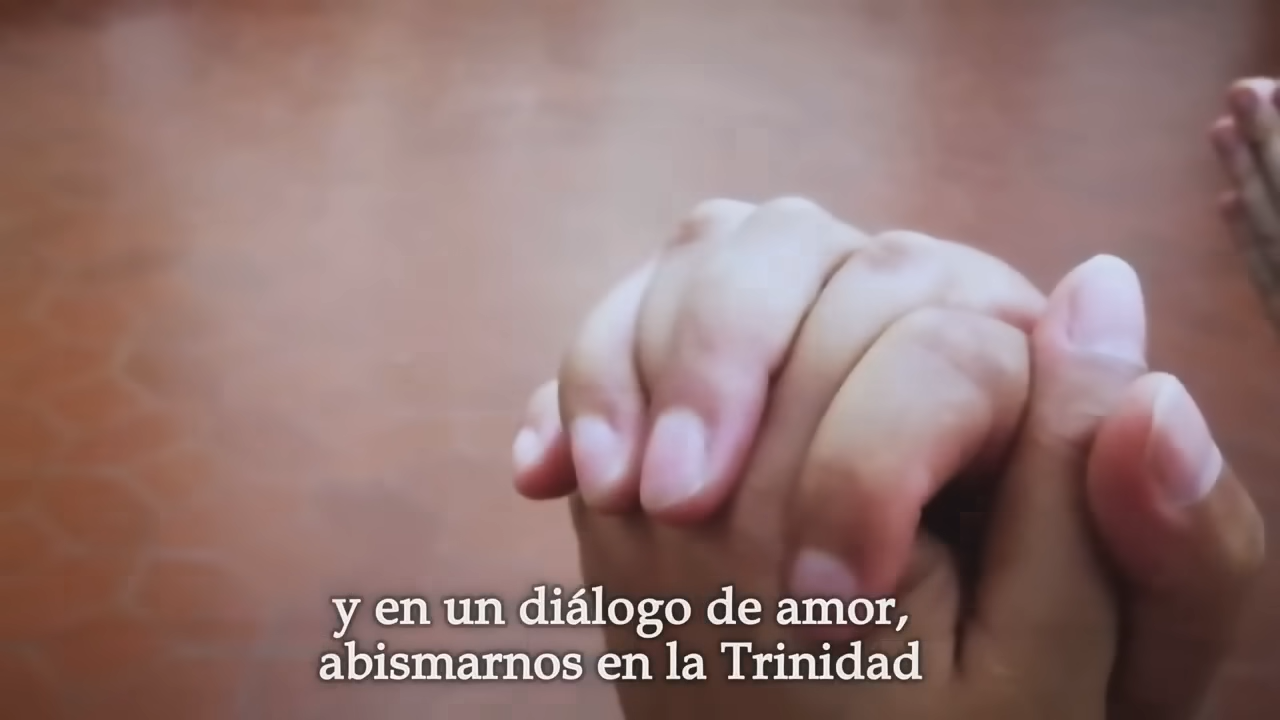 y en un diálogo de amor,
abismarnos en la Trinidad